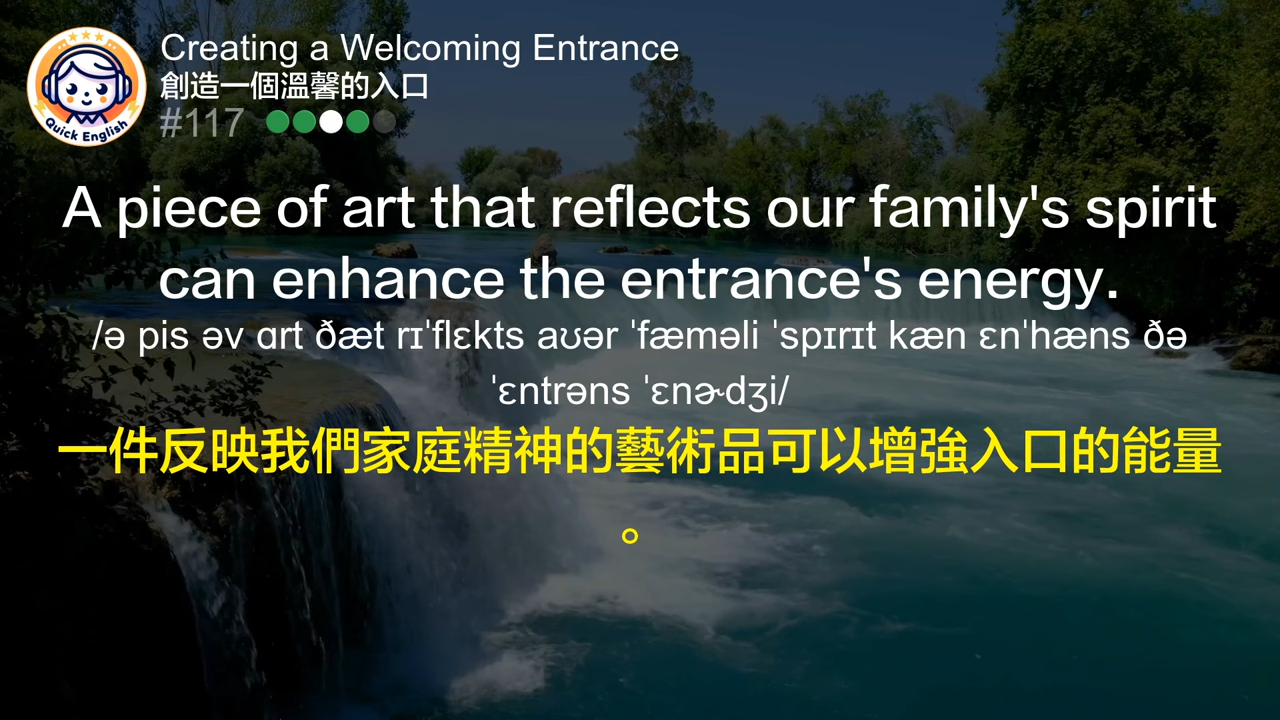 Quick English
Creating a Welcoming Entrance
創造一個溫馨的入口
#117
A piece of art that reflects our family's spirit
can enhance the entrance's energy.
/ə pis əv ɑrt ðæt rɪˈflɛkts aʊər ˈfæməli ˈspɪrɪt kæn ɛnˈhæns ðə
ˈɛntrəns ˈɛnɚdʒi/
一件反映我們家庭精神的藝術品可以增強入口的能量
。